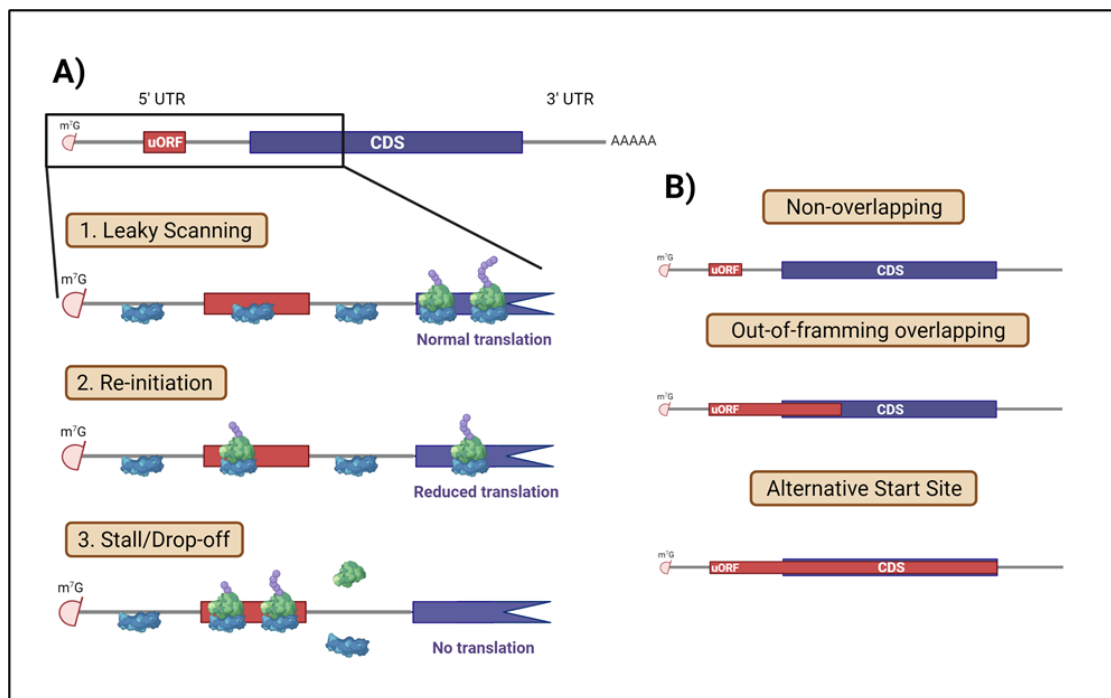 A)
5' UTR
3' UTR
m⁷G
uORF
CDS
AAAAA
1. Leaky Scanning
m⁷G
Normal translation
2. Re-initiation
m⁷G
Reduced translation
3. Stall/Drop-off
m⁷G
No translation
B)
Non-overlapping
m⁷G
uORF
CDS
Out-of-framming overlapping
m⁷G
uORF
CDS
Alternative Start Site
m⁷G
uORF
CDS